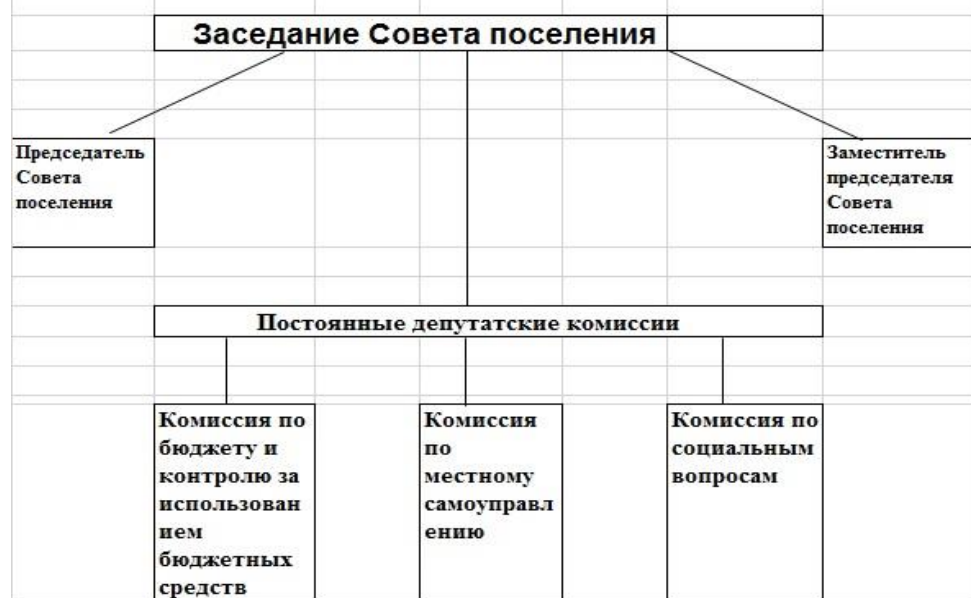 Заседание Совета поселения
Председатель
Совета
поселения
Заместитель
председателя
Совета
поселения
Постоянные депутатские комиссии
Комиссия по
бюджету и
контролю за
использован
ием
бюджетных
средств
Комиссия
по
местному
самоуправл
ению
Комиссия по
социальным
вопросам